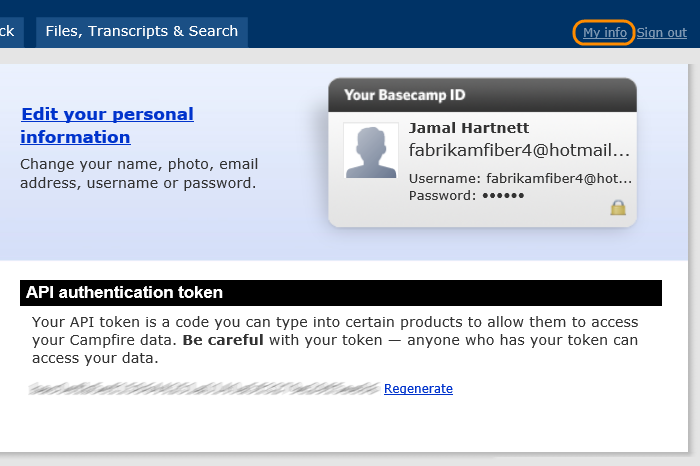 ck Files, Transcripts & Search My info Sign out
Edit your personal
information
Change your name, photo, email
address, username or password.
Your Basecamp ID
Jamal Hartnett
fabrikamfiber4@hotmail...
Username: fabrikamfiber4@hot...
Password: ••••••
API authentication token
Your API token is a code you can type into certain products to allow them to access
your Campfire data. Be careful with your token — anyone who has your token can
access your data.
Regenerate